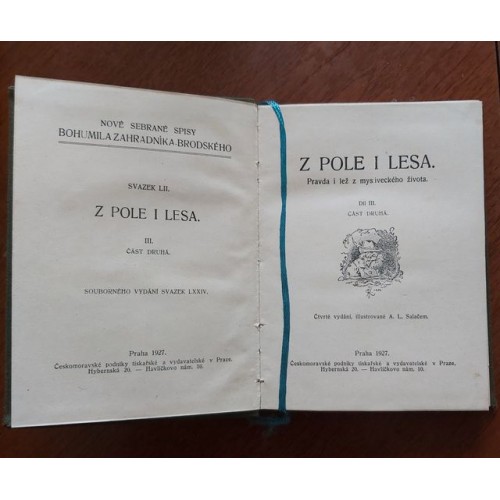 NOVÉ SEBRANÉ SPISY
BOHUMILA ZAHRADNÍKA-BRODSKÉHO
SVAZEK LII.
Z POLE I LESA.
III.
ČÁST DRUHÁ.
SOUBORNÉHO VYDÁNÍ SVAZEK LXXIV.
Praha 1927.
Českomoravské podniky tiskařské a vydavatelské v Praze.
Hybernská 20. — Havlíčkovo nám. 10.
Z POLE I LESA.
Pravda i lež z mysliveckého života.
Díl III.
ČÁST DRUHÁ.
Čtvrté vydání, ilustrované A. L. Salačem.
Praha 1927.
Českomoravské podniky tiskařské a vydavatelské v Praze.
Hybernská 20. — Havlíčkovo nám. 10.